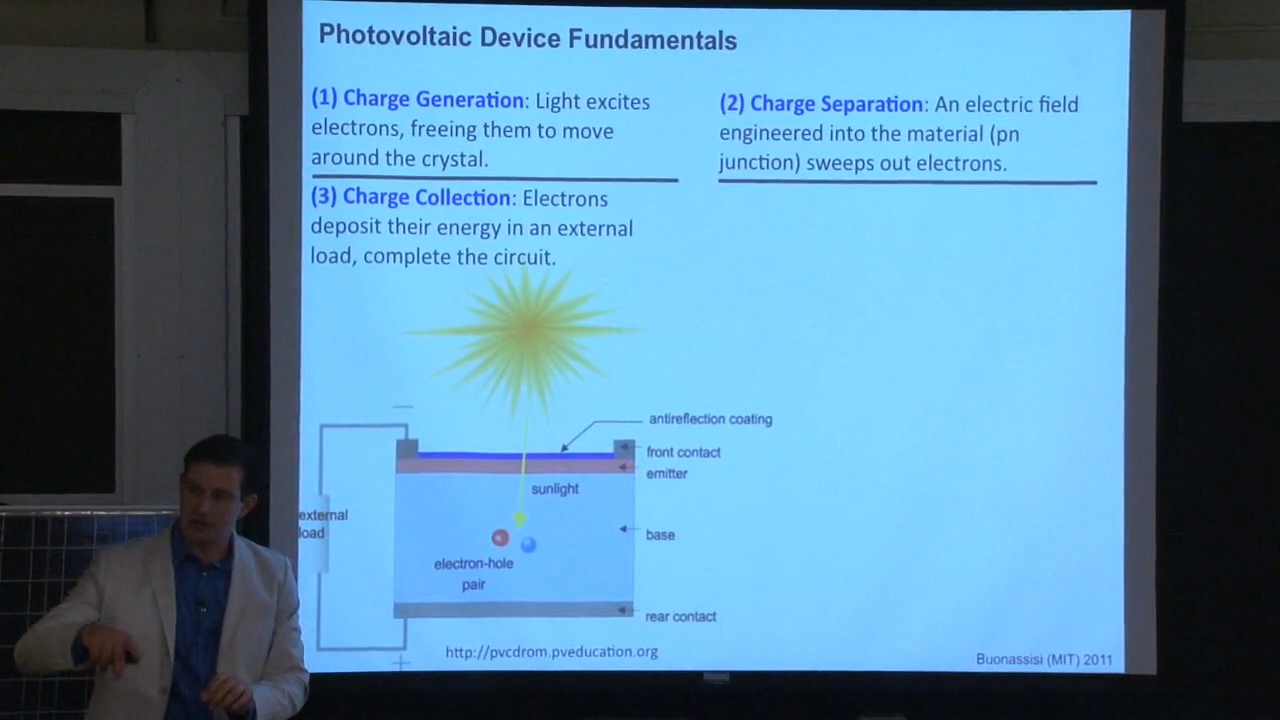 Photovoltaic Device Fundamentals
(1) Charge Generation: Light excites
electrons, freeing them to move
around the crystal.
(2) Charge Separation: An electric field
engineered into the material (pn
junction) sweeps out electrons.
(3) Charge Collection: Electrons
deposit their energy in an external
load, complete the circuit.
antireflection coating
front contact
emitter
sunlight
external
load
base
electron-hole
pair
rear contact
http://pvcdrom.pveducation.org
Buonassisi (MIT) 2011